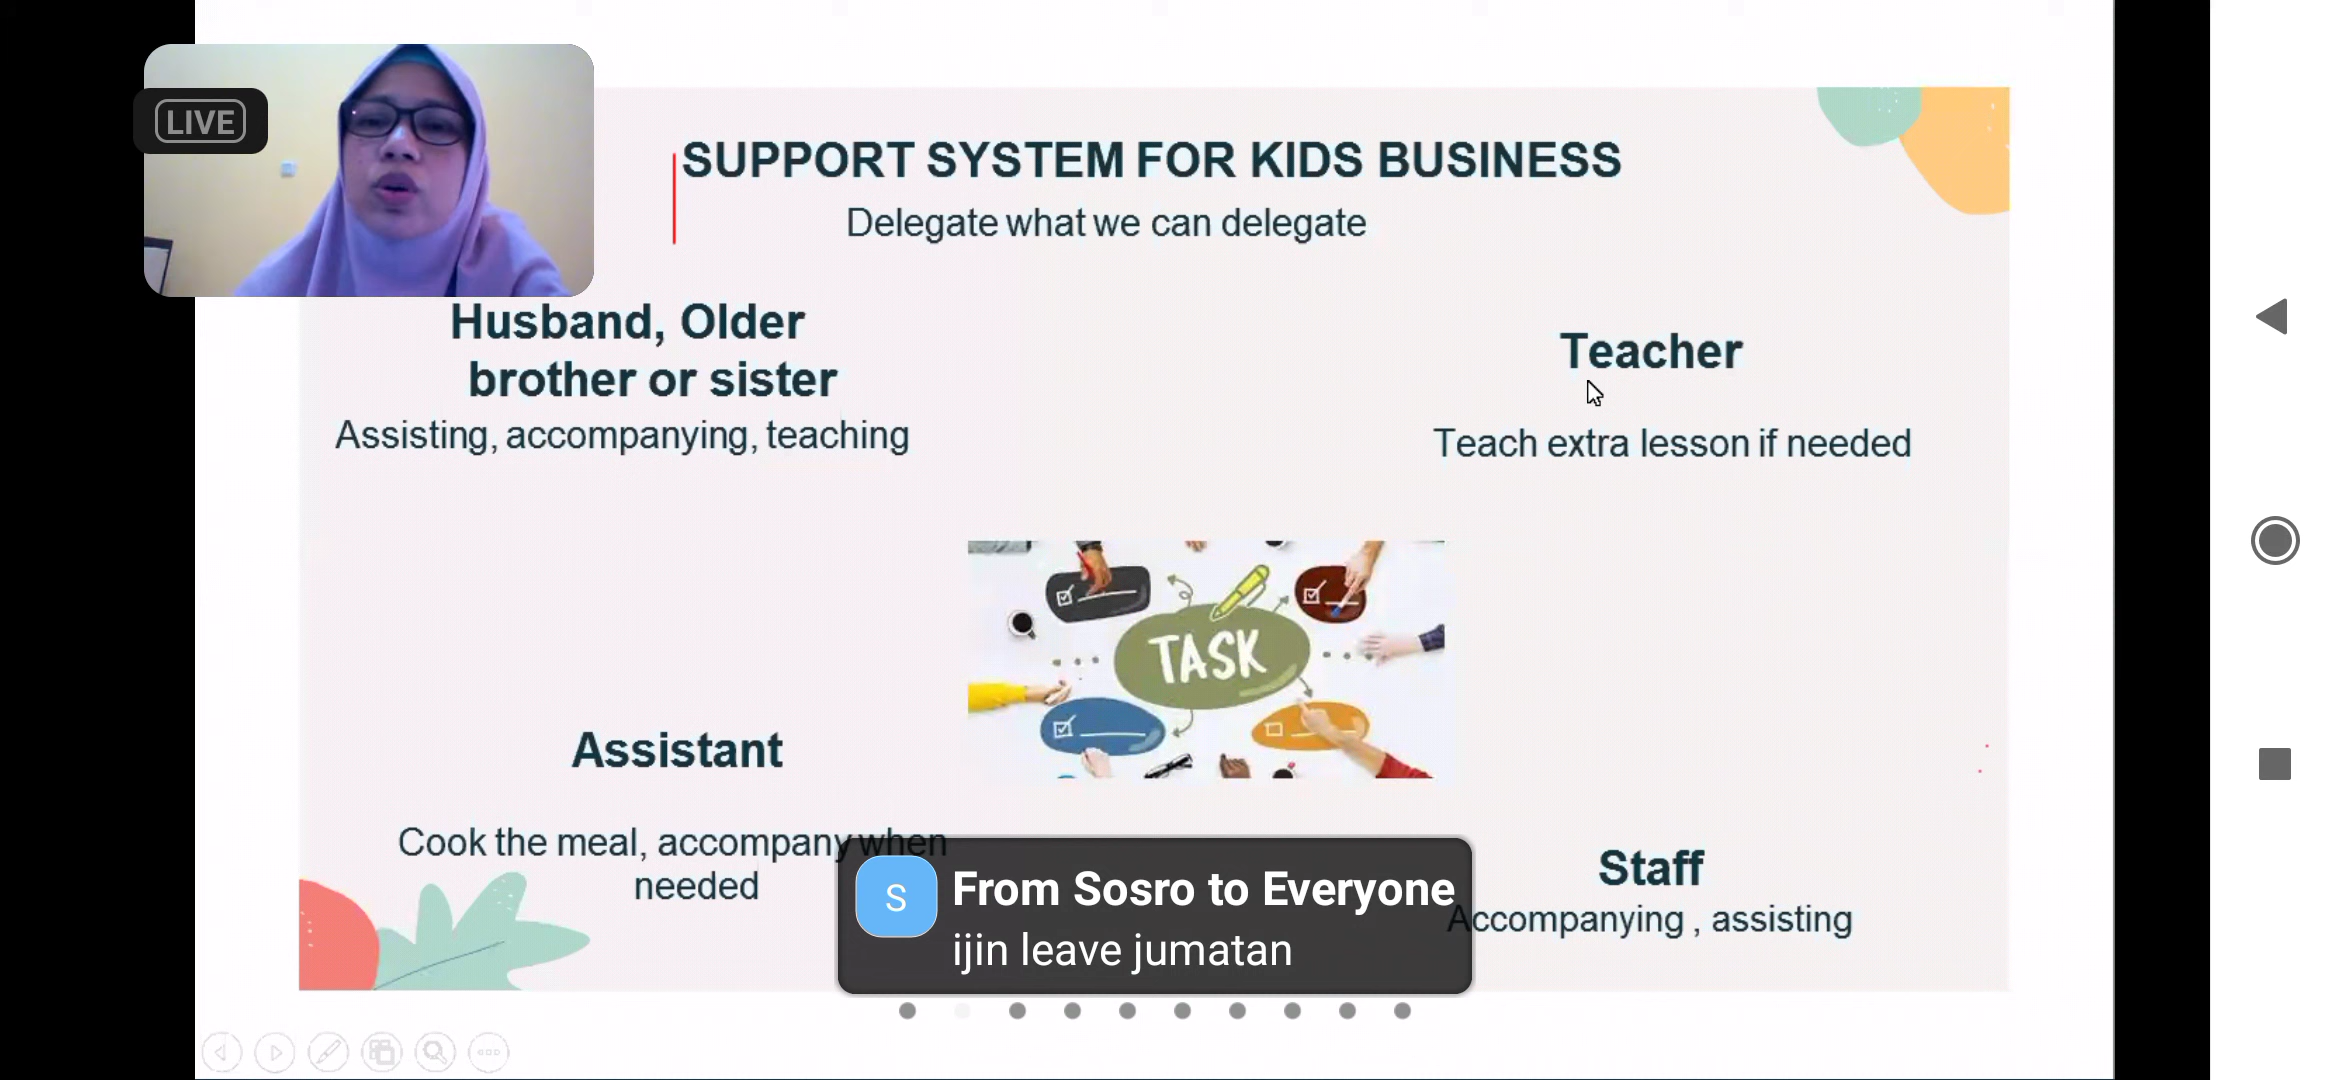 LIVE
SUPPORT SYSTEM FOR KIDS BUSINESS
Delegate what we can delegate
Husband, Older
brother or sister
Assisting, accompanying, teaching
Teacher
Teach extra lesson if needed
TASK
Assistant
Cook the meal, accompany when
needed
Staff
Accompanying , assisting
S
From Sosro to Everyone
ijin leave jumatan